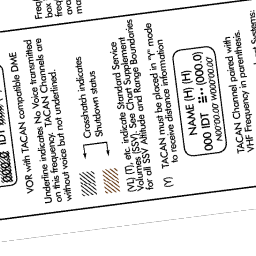 IDT
VOR with TACAN compatible DME
Underline indicates No Voice transmitted
on this frequency. TACAN Channels are
without voice but not underlined.
Crosshatch indicates
Shutdown status
(VL) (T), etc. indicate Standard Service
Volumes (SSV). See Chart Supplement
for all SSV Altitude and Range Boundaries
(Y) TACAN must be placed in "Y" mode
to receive distance information
NAME (H) (H)
000 IDT (000.0)
N00°00.00' W000°00.00'
TACAN Channel paired with
VHF Frequency in parenthesis.
Freq
box